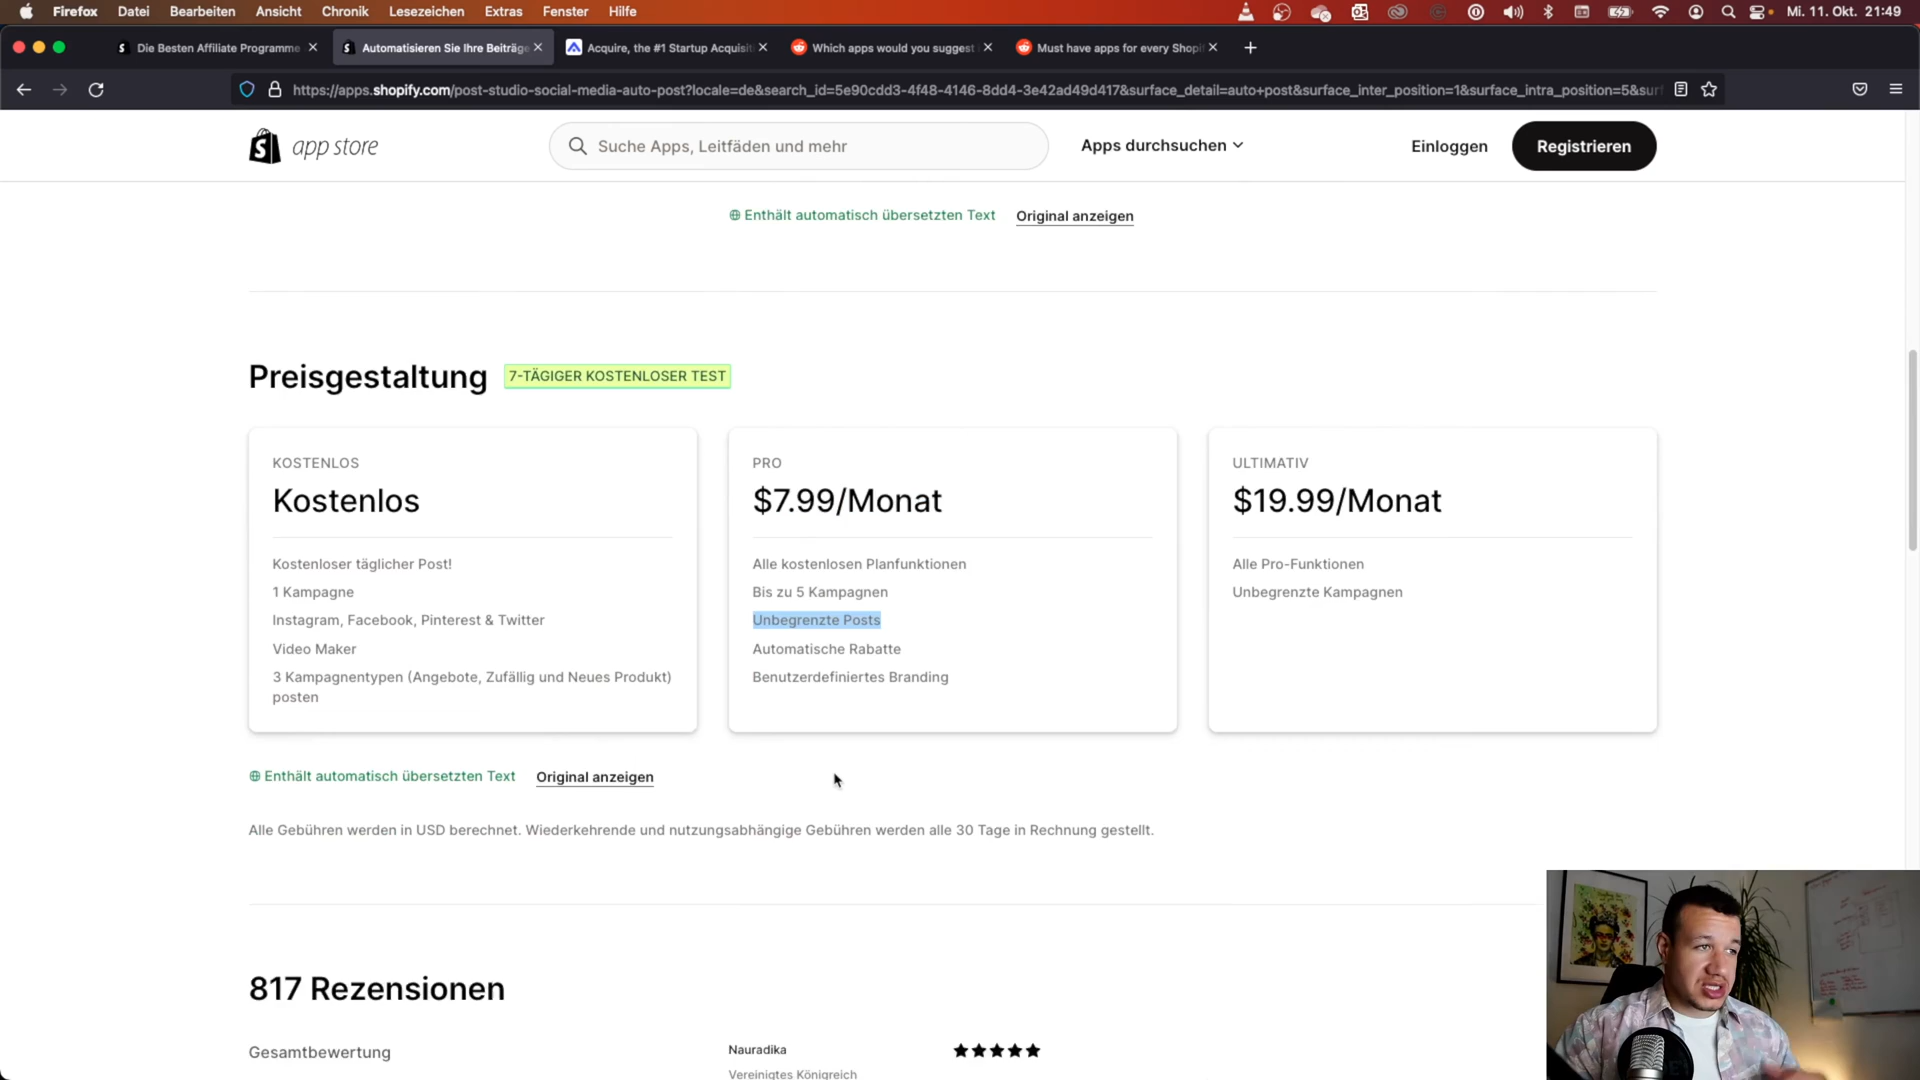 Firefox Datei Bearbeiten Ansicht Chronik Lesezeichen Extras Fenster Hilfe Mi. 11. Okt. 21:49
Die Besten Affiliate Programme Automatisieren Sie Ihre Beiträge Acquire, the #1 Startup Acquisit Which apps would you suggest Must have apps for every Shopi
https://apps.shopify.com/post-studio-social-media-auto-post?locale=de&search_id=5e90cdd3-4f48-4146-8dd4-3e42ad49d417&surface_detail=auto+post&surface_inter_position=1&surface_intra_position=5&sur
app store Suche Apps, Leitfäden und mehr Apps durchsuchen Einloggen Registrieren
Enthält automatisch übersetzten Text Original anzeigen
Preisgestaltung 7-TÄGIGER KOSTENLOSER TEST
KOSTENLOS
Kostenlos
Kostenloser täglicher Post!
1 Kampagne
Instagram, Facebook, Pinterest & Twitter
Video Maker
3 Kampagnentypen (Angebote, Zufällig und Neues Produkt)
posten
PRO
$7.99/Monat
Alle kostenlosen Planfunktionen
Bis zu 5 Kampagnen
Unbegrenzte Posts
Automatische Rabatte
Benutzerdefiniertes Branding
ULTIMATIV
$19.99/Monat
Alle Pro-Funktionen
Unbegrenzte Kampagnen
Enthält automatisch übersetzten Text Original anzeigen
Alle Gebühren werden in USD berechnet. Wiederkehrende und nutzungsabhängige Gebühren werden alle 30 Tage in Rechnung gestellt.
817 Rezensionen
Gesamtbewertung
Nauradika
Vereinigtes Königreich